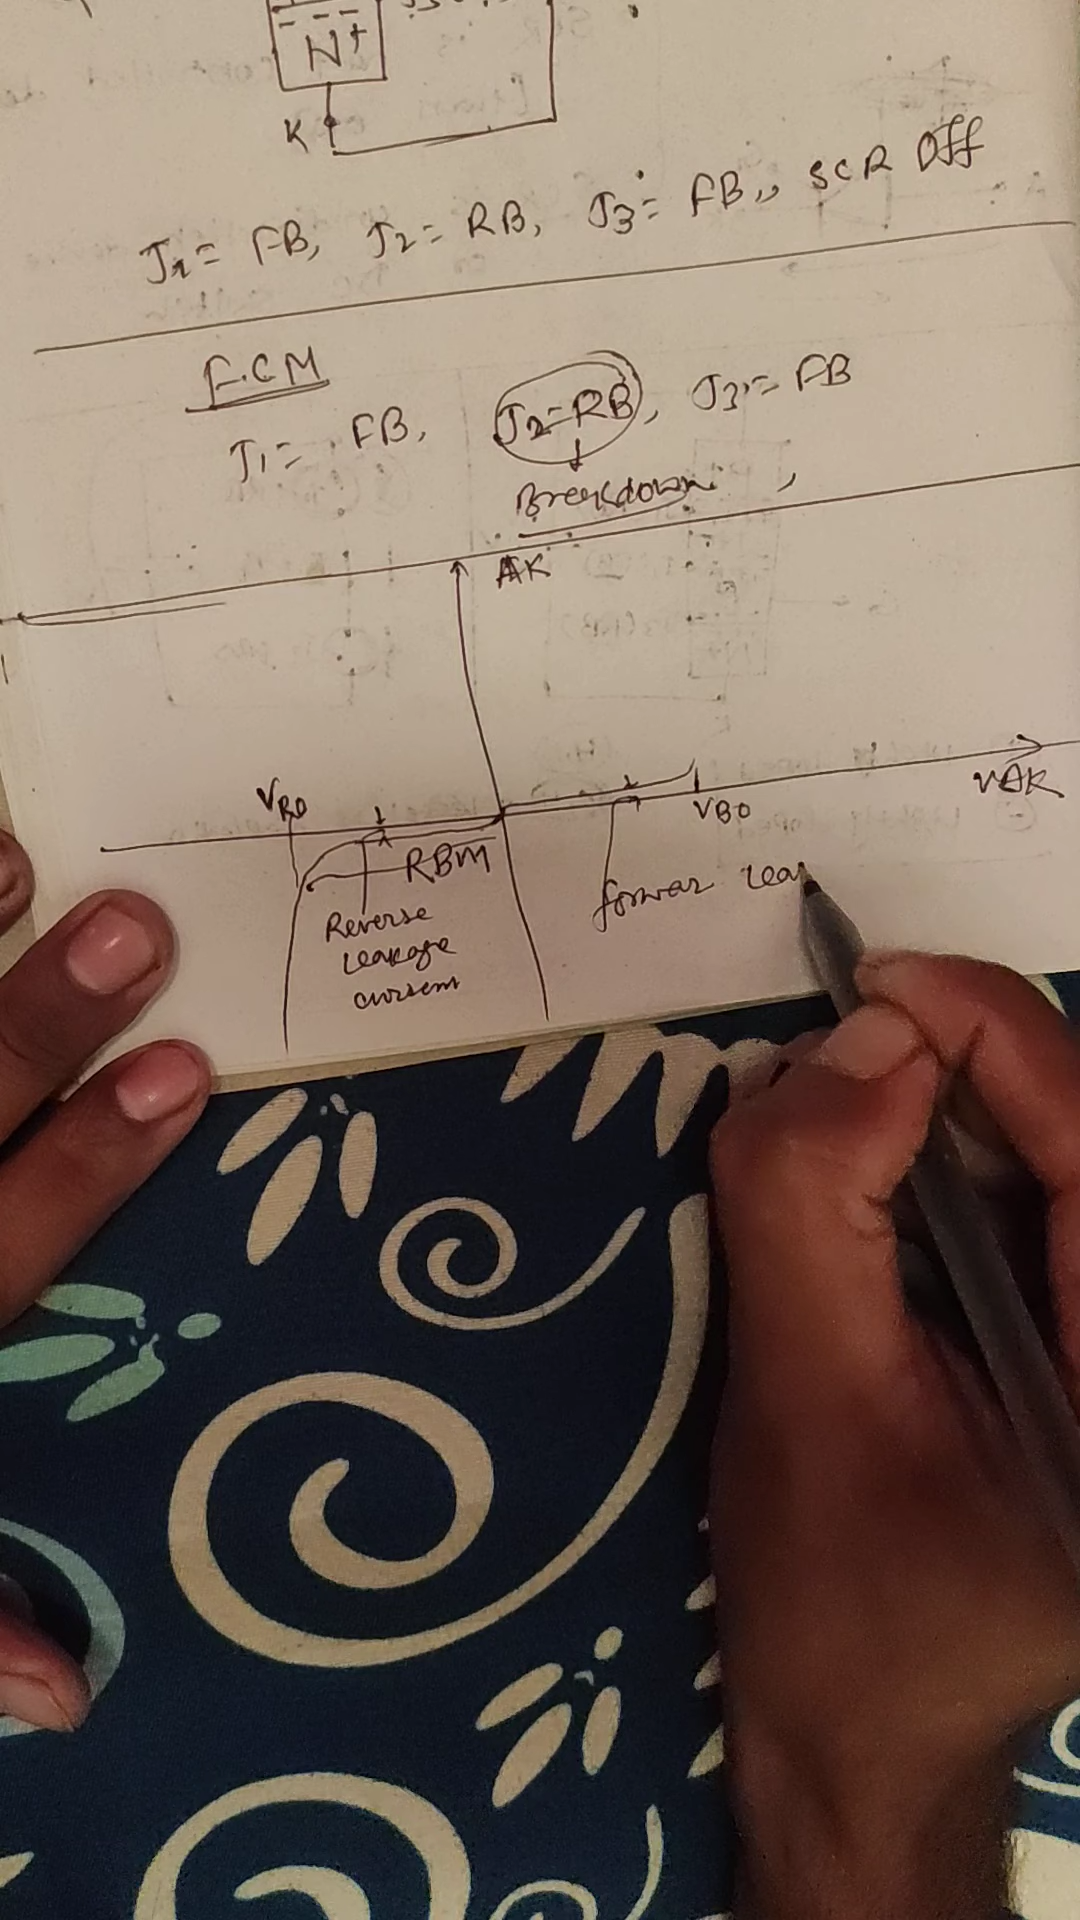 N+
K
J1 = FB, J2 = RB, J3 = FB,, SCR Off
F.C.M
J1 = FB, J2=RB, J3 = FB
Breakdown,
AK
VRO
VBO
VAK
RBM
forwar lea
Reverse
leakage
current